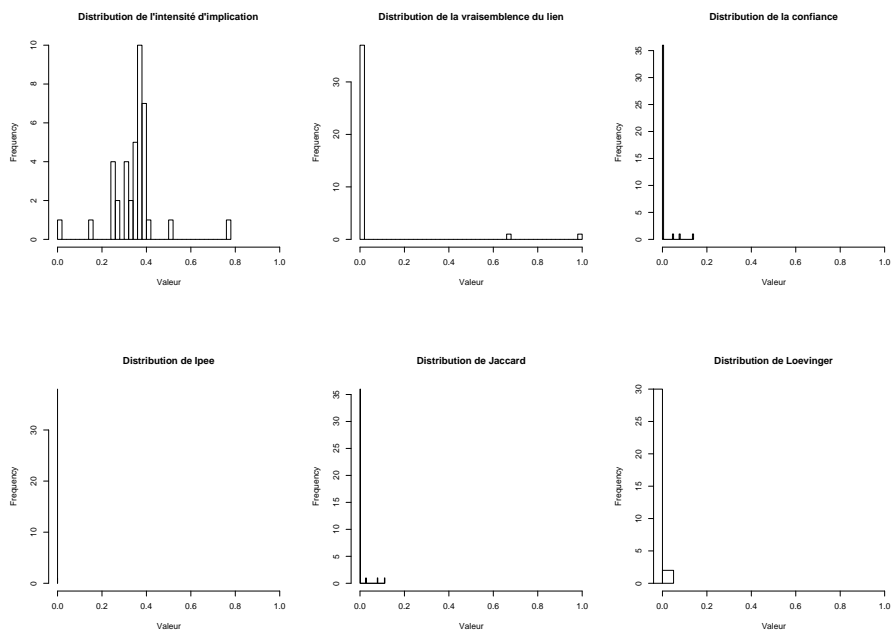 Distribution de l'intensité d'implication
Frequency
0
2
4
6
8
10
0.0 0.2 0.4 0.6 0.8 1.0
Valeur
Distribution de la vraisemblence du lien
Frequency
0
10
20
30
0.0 0.2 0.4 0.6 0.8 1.0
Valeur
Distribution de la confiance
Frequency
0
5
10
15
20
25
30
35
0.0 0.2 0.4 0.6 0.8 1.0
Valeur
Distribution de Ipee
Frequency
0
10
20
30
0.0 0.2 0.4 0.6 0.8 1.0
Valeur
Distribution de Jaccard
Frequency
0
5
10
15
20
25
30
35
0.0 0.2 0.4 0.6 0.8 1.0
Valeur
Distribution de Loevinger
Frequency
0
5
10
15
20
25
30
0.0 0.2 0.4 0.6 0.8 1.0
Valeur